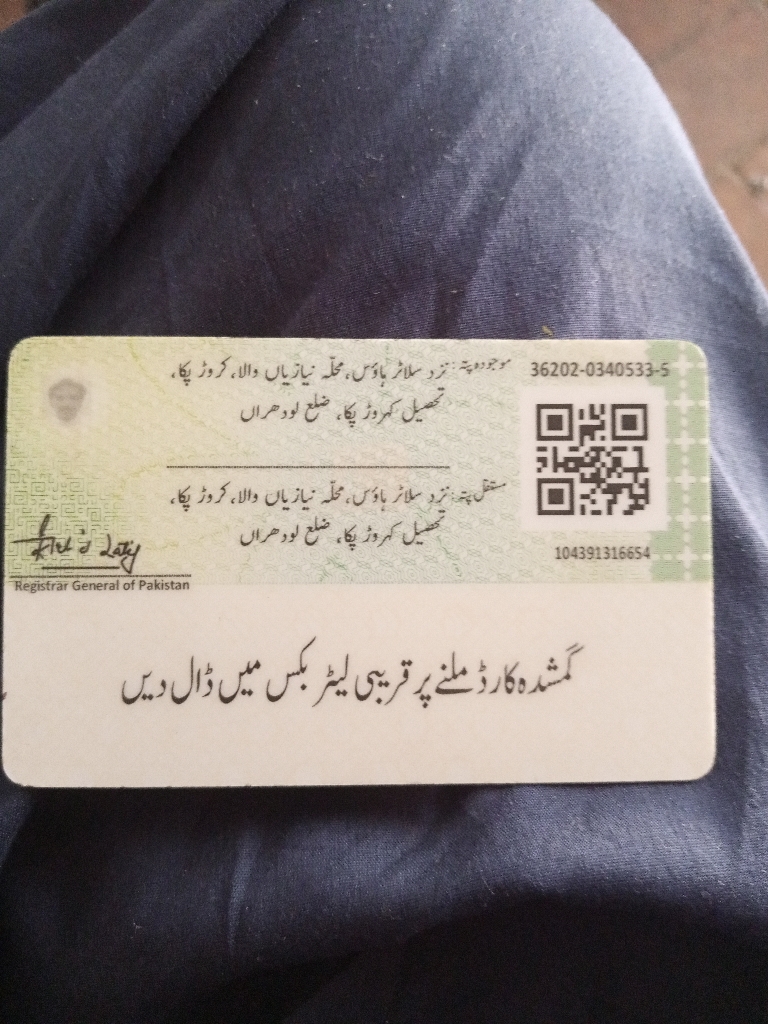 موجودہ پتہ: نزد سلاٹر ہاؤس، محلّہ نیازیاں والا، کروڑ پکا،
تحصیل کہروڑ پکا، ضلع لودھراں
36202-0340533-5
مستقل پتہ: نزد سلاٹر ہاؤس، محلّہ نیازیاں والا، کروڑ پکا،
تحصیل کہروڑ پکا، ضلع لودھراں
104391316654
Registrar General of Pakistan
گمشدہ کارڈ ملنے پر قریبی لیٹر بکس میں ڈال دیں